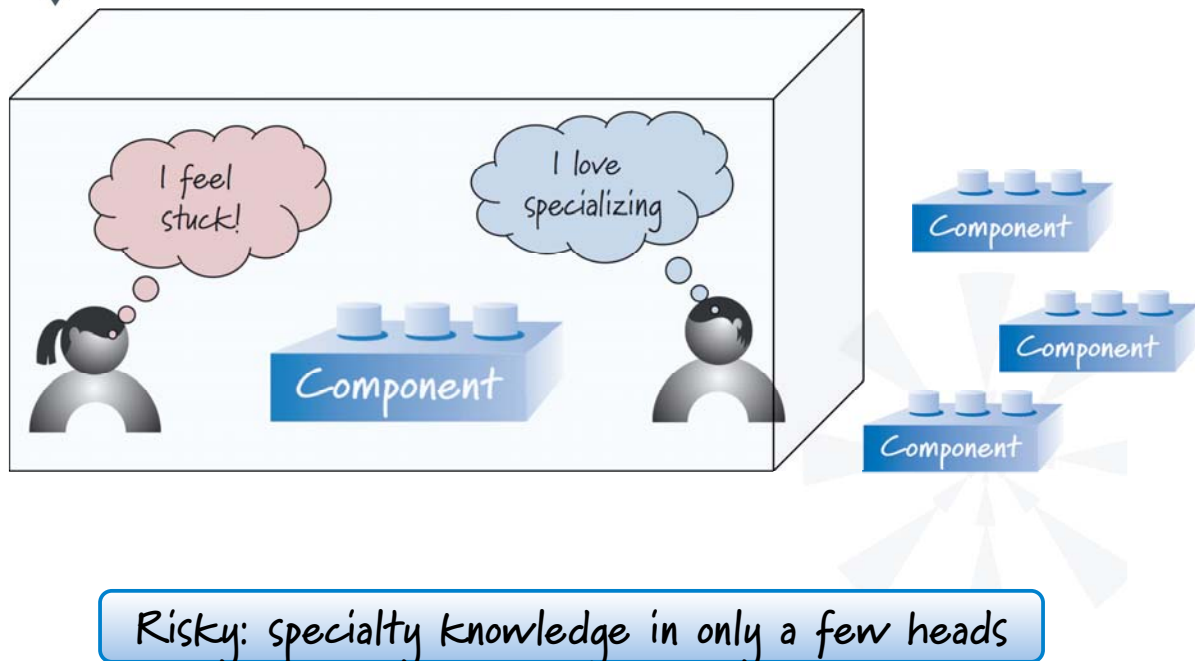 I feel
stuck!
I love
specializing
Component
Component
Component
Component
Risky: specialty knowledge in only a few heads